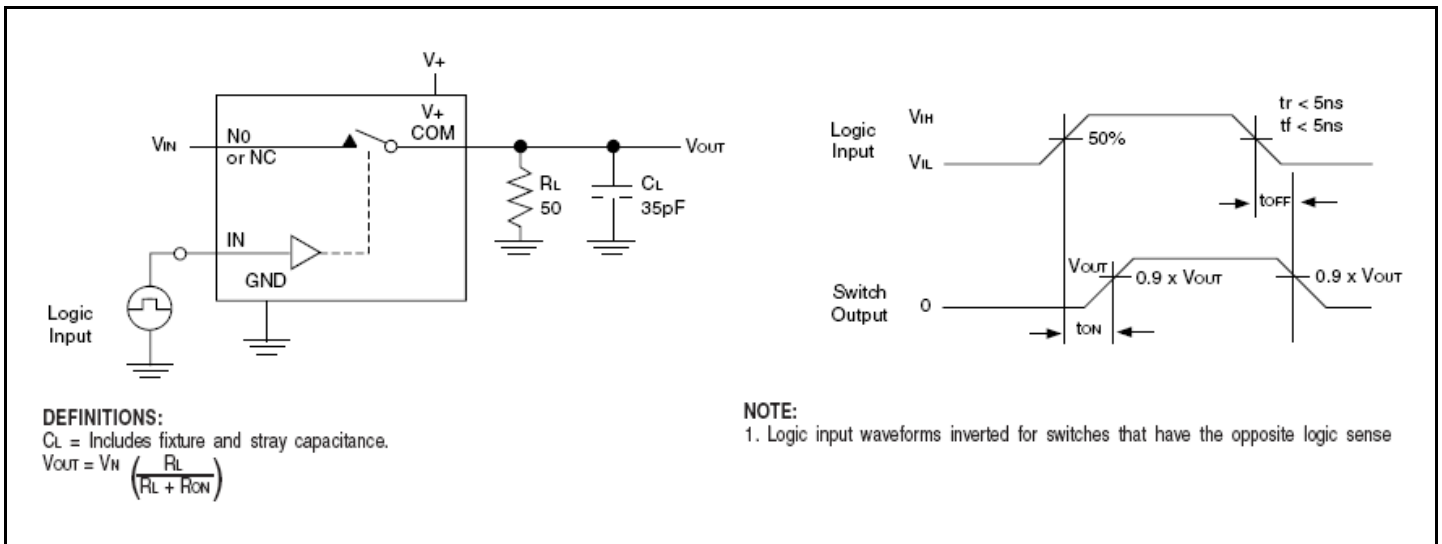 V+
V+
COM
VIN
N0
or NC
VOUT
RL
50
CL
35pF
IN
GND
Logic
Input
DEFINITIONS:
CL = Includes fixture and stray capacitance.
VOUT = VN ( RL
RL + RON )
Logic
Input
VIH
VIL
50%
tr < 5ns
tf < 5ns
tOFF
Switch
Output
VOUT
0
0.9 x VOUT
0.9 x VOUT
tON
NOTE:
1. Logic input waveforms inverted for switches that have the opposite logic sense